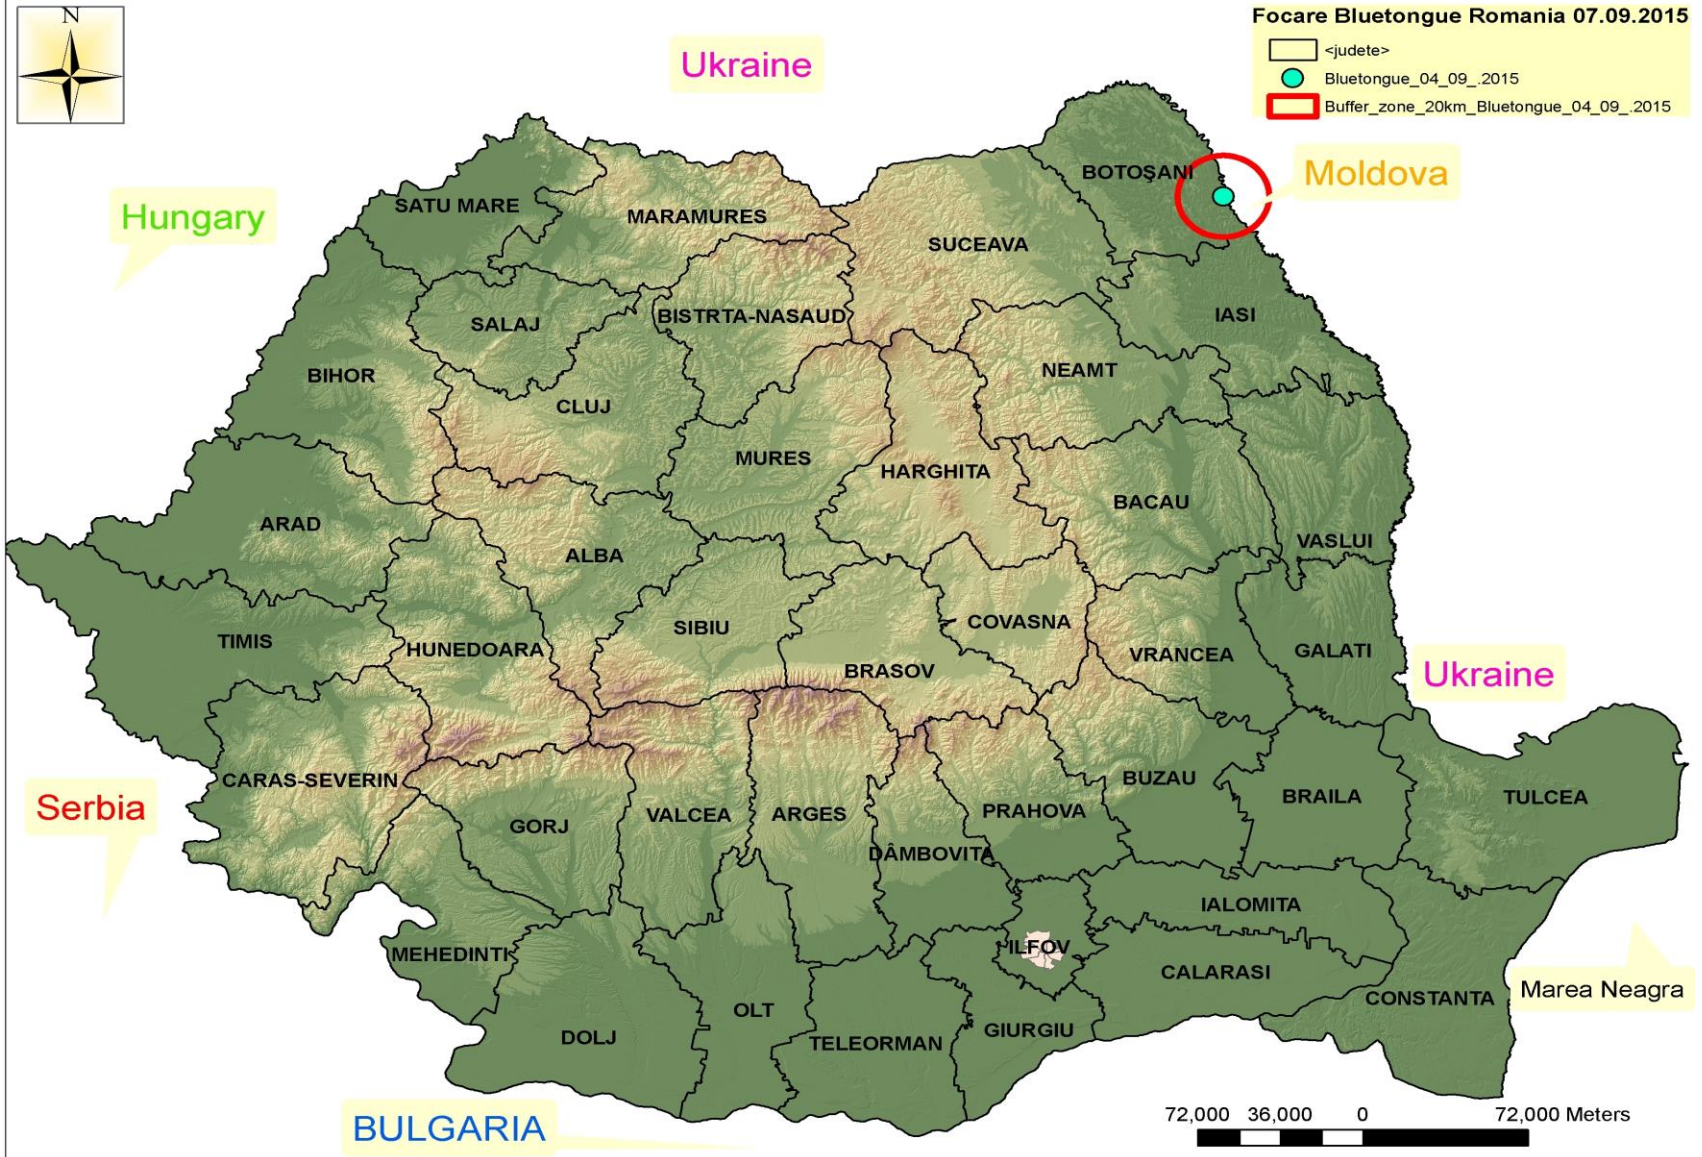 N
Focare Bluetongue Romania 07.09.2015
<judete>
Bluetongue_04_09_.2015
Buffer_zone_20km_Bluetongue_04_09_.2015
Ukraine
Moldova
Hungary
BOTOŞANI
SATU MARE
MARAMURES
SUCEAVA
SALAJ
BISTRTA-NASAUD
IASI
BIHOR
CLUJ
NEAMT
MURES
HARGHITA
BACAU
ARAD
ALBA
VASLUI
TIMIS
HUNEDOARA
SIBIU
COVASNA
BRASOV
VRANCEA
GALATI
Ukraine
CARAS-SEVERIN
Serbia
GORJ
VALCEA
ARGES
PRAHOVA
DÂMBOVITA
BUZAU
BRAILA
TULCEA
IALOMITA
MEHEDINTI
ILFOV
CALARASI
CONSTANTA
Marea Neagra
DOLJ
OLT
TELEORMAN
GIURGIU
BULGARIA
72,000 36,000 0 72,000 Meters